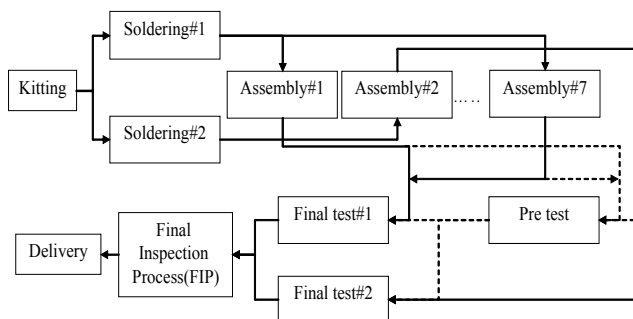 Soldering#1
Kitting
Assembly#1
Assembly#2
.... .
Assembly#7
Soldering#2
Final test#1
Pre test
Final
Inspection
Process(FIP)
Delivery
Final test#2